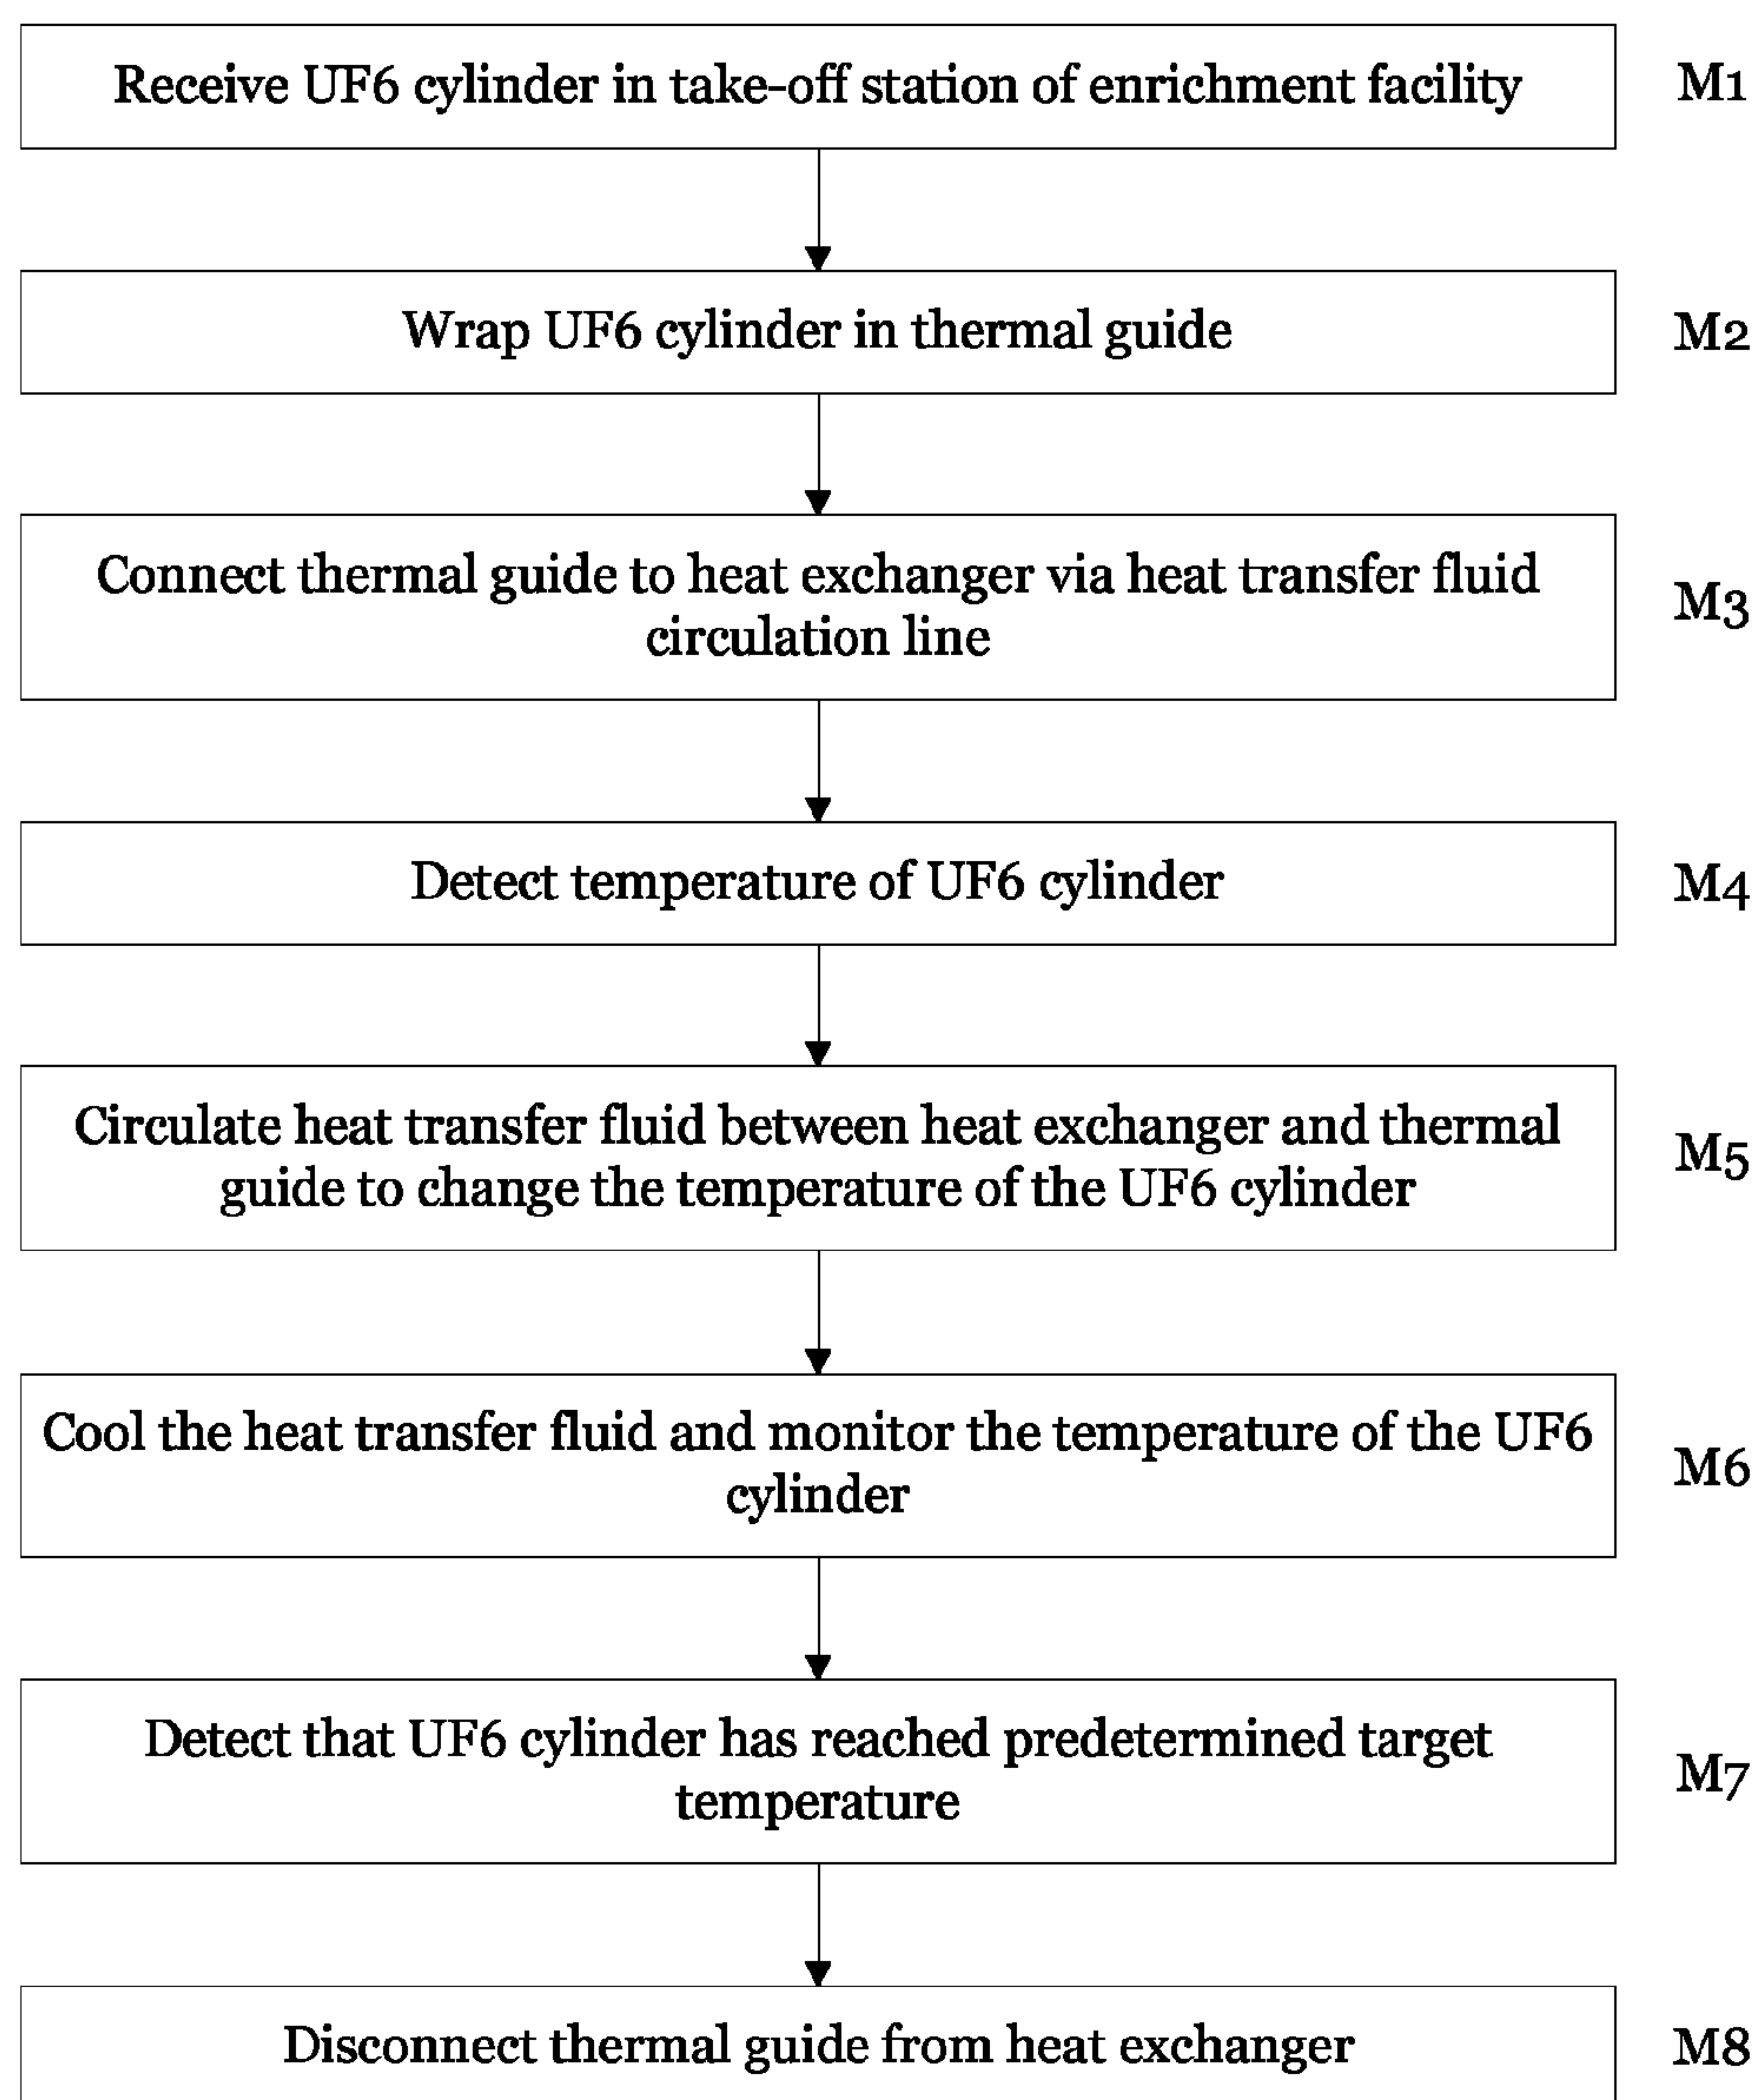 Receive UF6 cylinder in take-off station of enrichment facility
M1
Wrap UF6 cylinder in thermal guide
M2
Connect thermal guide to heat exchanger via heat transfer fluid
circulation line
M3
Detect temperature of UF6 cylinder
M4
Circulate heat transfer fluid between heat exchanger and thermal
guide to change the temperature of the UF6 cylinder
M5
Cool the heat transfer fluid and monitor the temperature of the UF6
cylinder
M6
Detect that UF6 cylinder has reached predetermined target
temperature
M7
Disconnect thermal guide from heat exchanger
M8